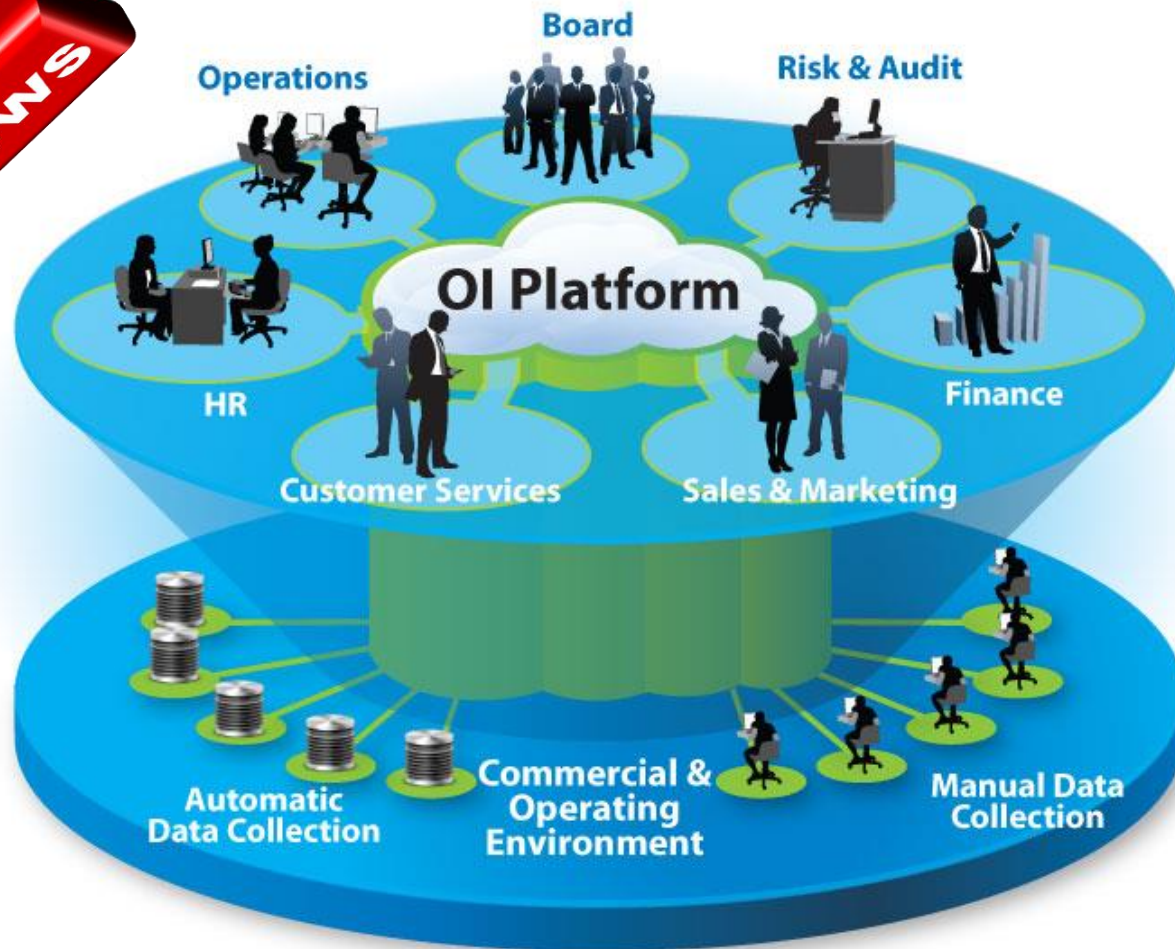 Board
Operations
Risk & Audit
OI Platform
HR
Finance
Customer Services
Sales & Marketing
Automatic
Data Collection
Commercial &
Operating
Environment
Manual Data
Collection